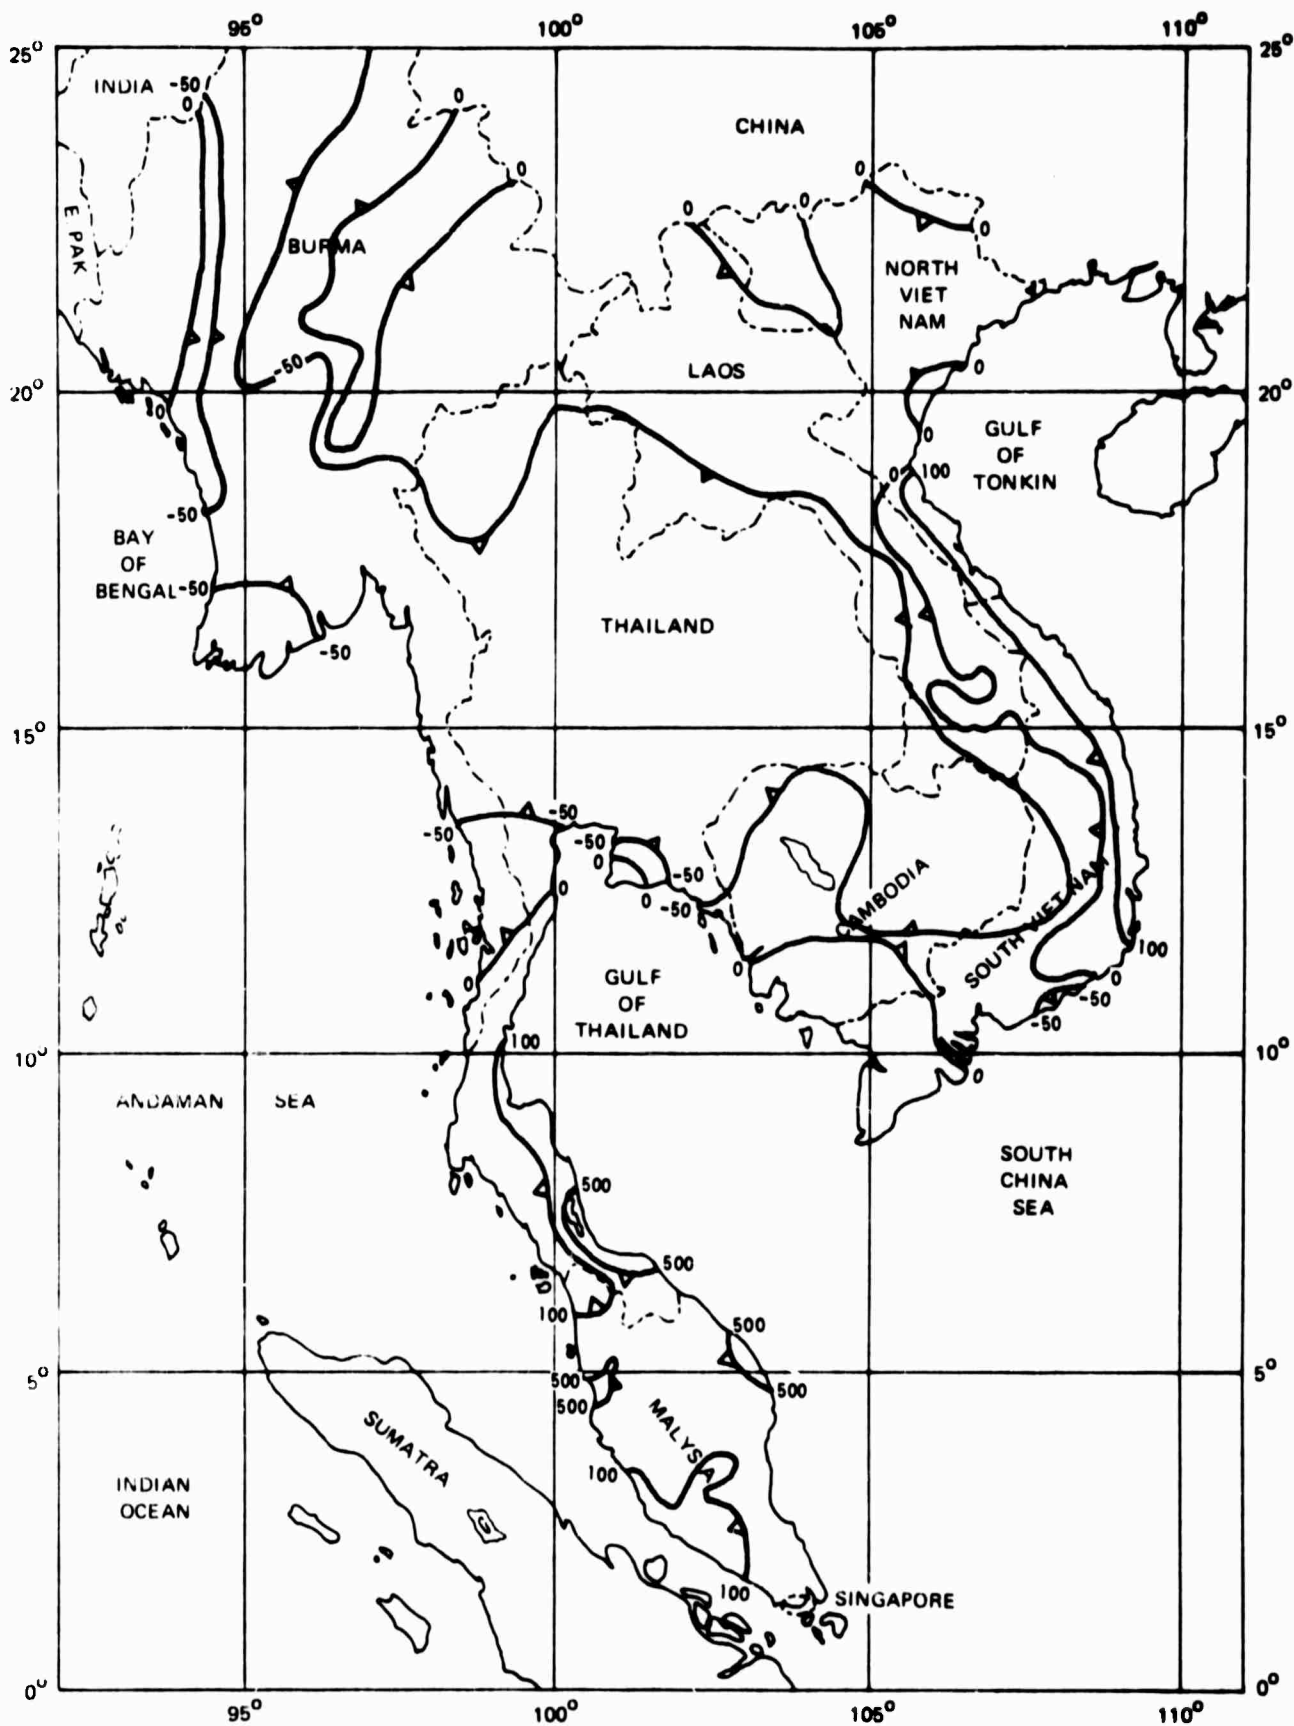 95° 100° 105° 110°
25° 25°
INDIA -50
0
0
CHINA
0
0
0
0
0
E PAK
BURMA
NORTH
VIET
NAM
-50
LAOS
0
20° 20°
0
GULF
OF
TONKIN
0
0 100
-50
BAY
OF
BENGAL -50
-50
THAILAND
15° 15°
-50 -50
-50
0
-50
0 0 -50
CAMBODIA
SOUTH VIET NAM
100
0
0
0
-50
-50
GULF
OF
THAILAND
100
10° 10°
0
ANDAMAN SEA
SOUTH
CHINA
SEA
500
500
100
500
5° 5°
500 500
500
MALYSA
SUMATRA
100
INDIAN
OCEAN
100
SINGAPORE
0° 0°
95° 100° 105° 110°